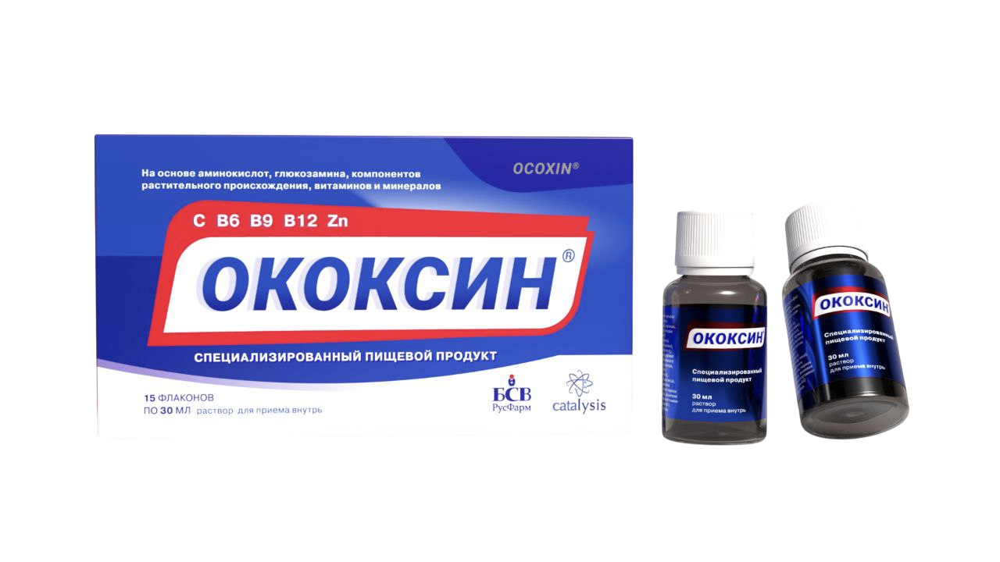 На основе аминокислот, глюкозамина, компонентов
растительного происхождения, витаминов и минералов
OCOXIN®
C B6 B9 B12 Zn
ОКОКСИН®
СПЕЦИАЛИЗИРОВАННЫЙ ПИЩЕВОЙ ПРОДУКТ
15 ФЛАКОНОВ
ПО 30 МЛ раствор для приема внутрь
БСВ
РусФарм
catalysis
ОКОКСИН®
Специализированный
пищевой продукт
30 мл
раствор
для приема внутрь
ОКОКСИН®
Специализированный
пищевой продукт
30 мл
раствор
для приема внутрь